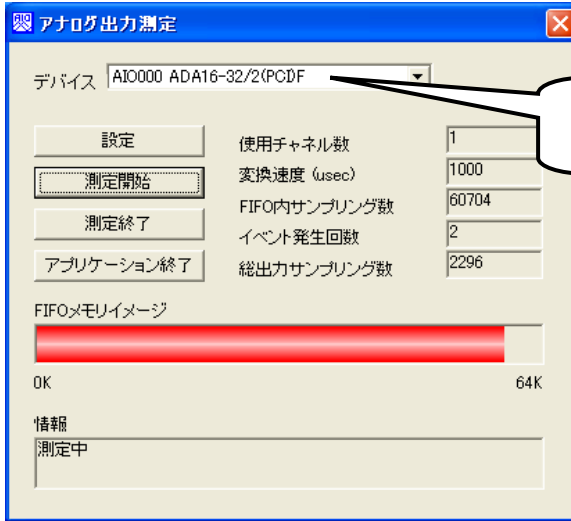 アナログ出力測定
デバイス AIO000 ADA16-32/2(PCI)F
設定
測定開始
測定終了
アプリケーション終了
使用チャネル数 1
変換速度 (usec) 1000
FIFO内サンプリング数 60704
イベント発生回数 2
総出力サンプリング数 2296
FIFOメモリイメージ
0K 64K
情報
測定中